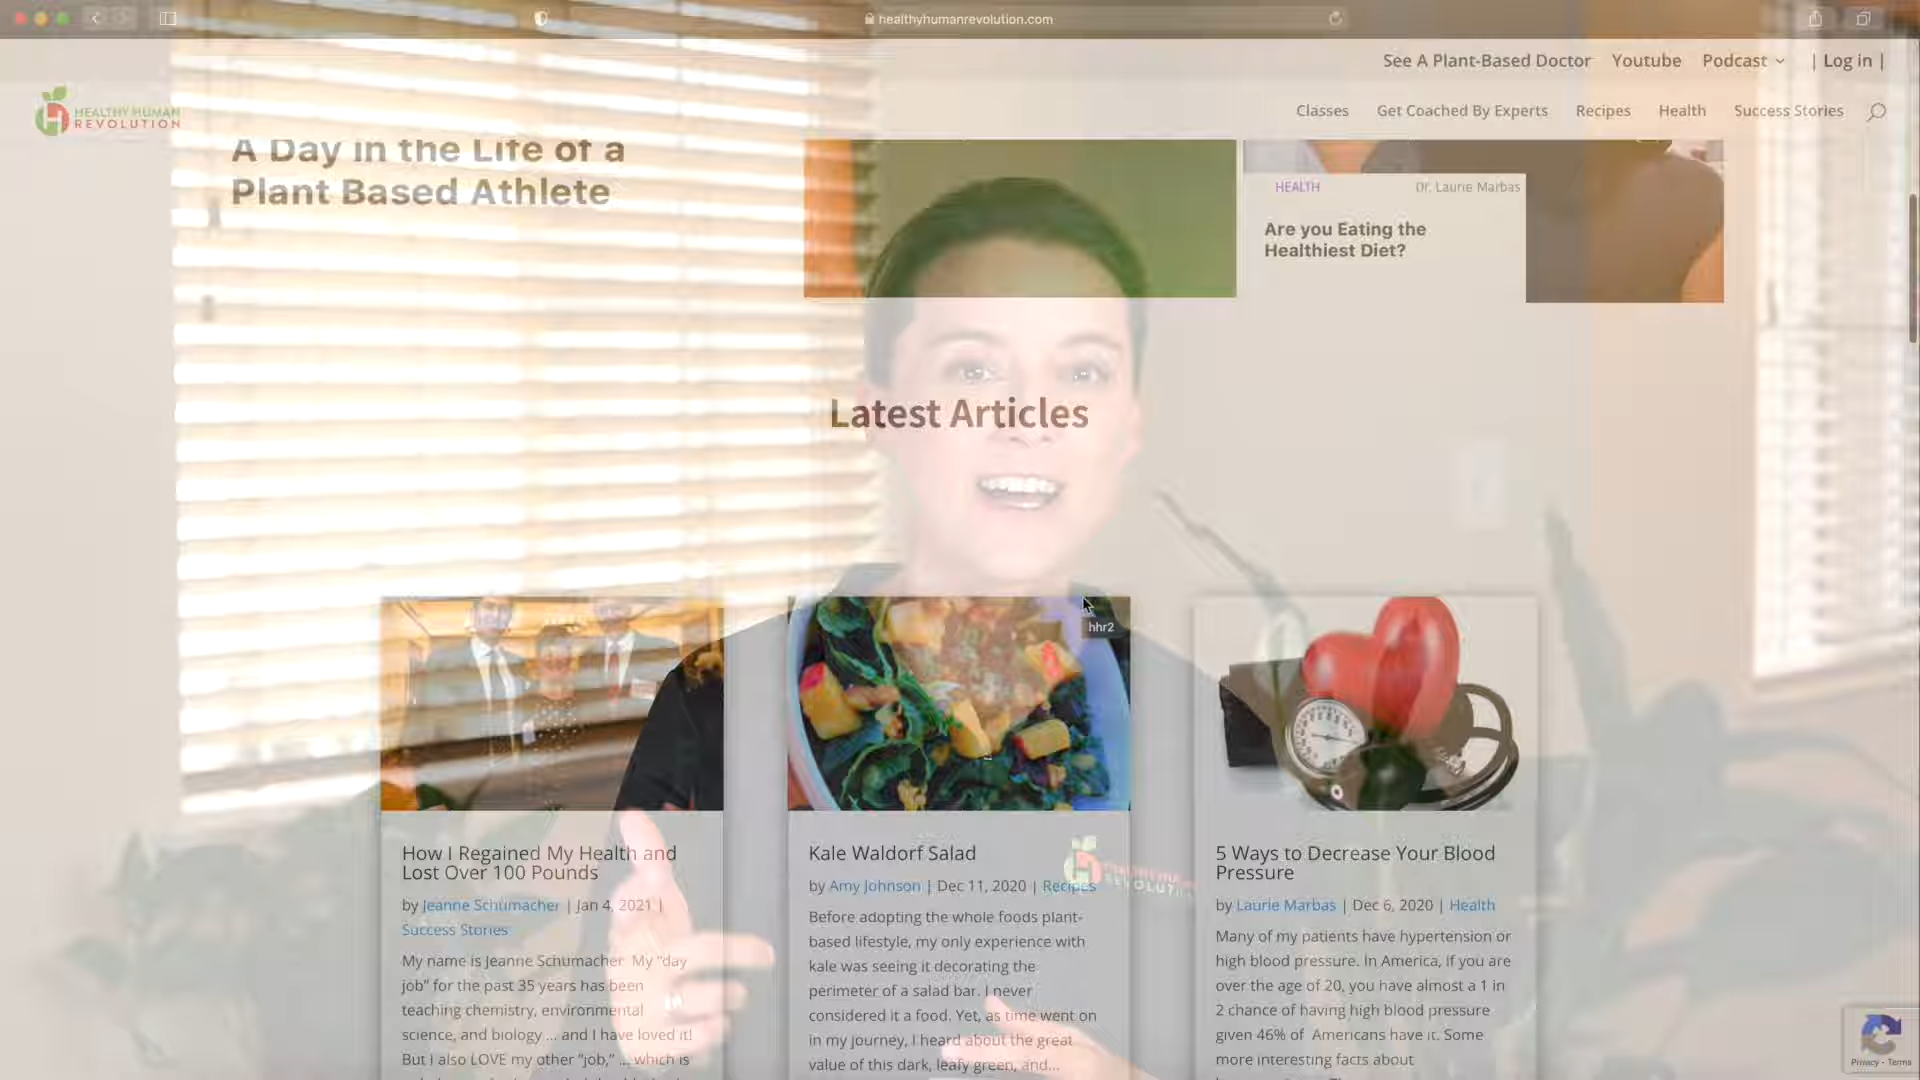 healthyhumanrevolution.com
See A Plant-Based Doctor Youtube Podcast | Log in |
HEALTHY HUMAN
REVOLUTION
Classes Get Coached By Experts Recipes Health Success Stories
A Day in the Life of a
Plant Based Athlete
HEALTH Dr. Laurie Marbas
Are you Eating the
Healthiest Diet?
Latest Articles
hhr2
How I Regained My Health and
Lost Over 100 Pounds
by Jeanne Schumacher | Jan 4, 2021 |
Success Stories
My name is Jeanne Schumacher My “day
job” for the past 35 years has been
teaching chemistry, environmental
science, and biology ... and I have loved it!
But I also LOVE my other “job,” ... which is
Kale Waldorf Salad
by Amy Johnson | Dec 11, 2020 | Recipes
Before adopting the whole foods plant-
based lifestyle, my only experience with
kale was seeing it decorating the
perimeter of a salad bar. I never
considered it a food. Yet, as time went on
in my journey, I heard about the great
value of this dark, leafy green, and...
HEALTHY HUMAN
REVOLUTION
5 Ways to Decrease Your Blood
Pressure
by Laurie Marbas | Dec 6, 2020 | Health
Many of my patients have hypertension or
high blood pressure. In America, if you are
over the age of 20, you have almost a 1 in
2 chance of having high blood pressure
given 46% of Americans have it. Some
more interesting facts about
Privacy - Terms